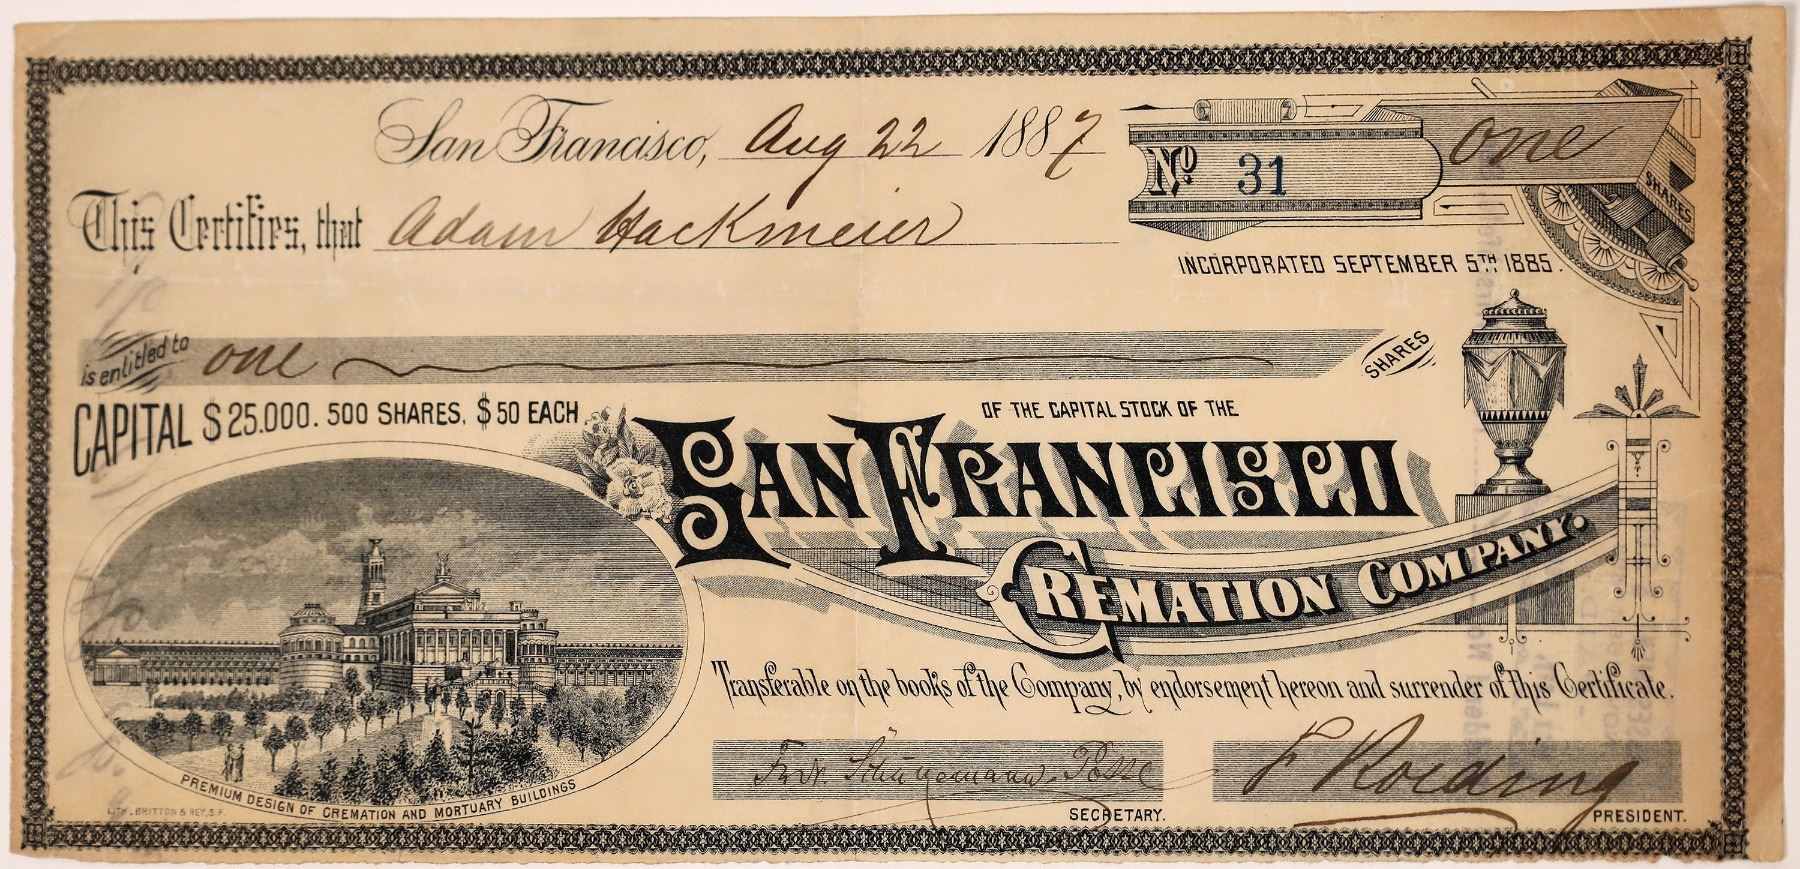 San Francisco, Aug 22 1887
No. 31 one SHARES
This Certifies, that Adam Hackmeier
INCORPORATED SEPTEMBER 5TH, 1885.
is entitled to one SHARES
CAPITAL $25.000. 500 SHARES, $50 EACH
OF THE CAPITAL STOCK OF THE
SAN FRANCISCO
CREMATION COMPANY.
Transferable on the books of the Company, by endorsement hereon and surrender of this Certificate.
F Roeding
SECRETARY. PRESIDENT.
PREMIUM DESIGN OF CREMATION AND MORTUARY BUILDINGS
LITH. BRITTON & REY, S.F.